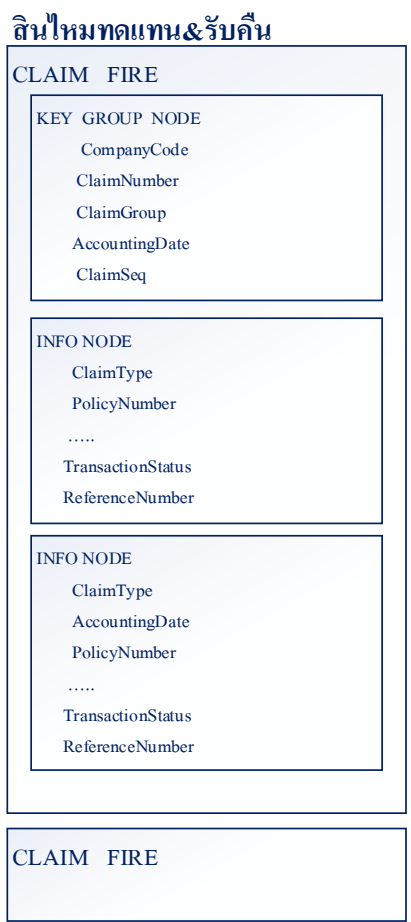 สินไหมทดแทน&รับคืน
CLAIM FIRE
KEY GROUP NODE
CompanyCode
ClaimNumber
ClaimGroup
AccountingDate
ClaimSeq
INFO NODE
ClaimType
PolicyNumber
…..
TransactionStatus
ReferenceNumber
INFO NODE
ClaimType
AccountingDate
PolicyNumber
…..
TransactionStatus
ReferenceNumber
CLAIM FIRE